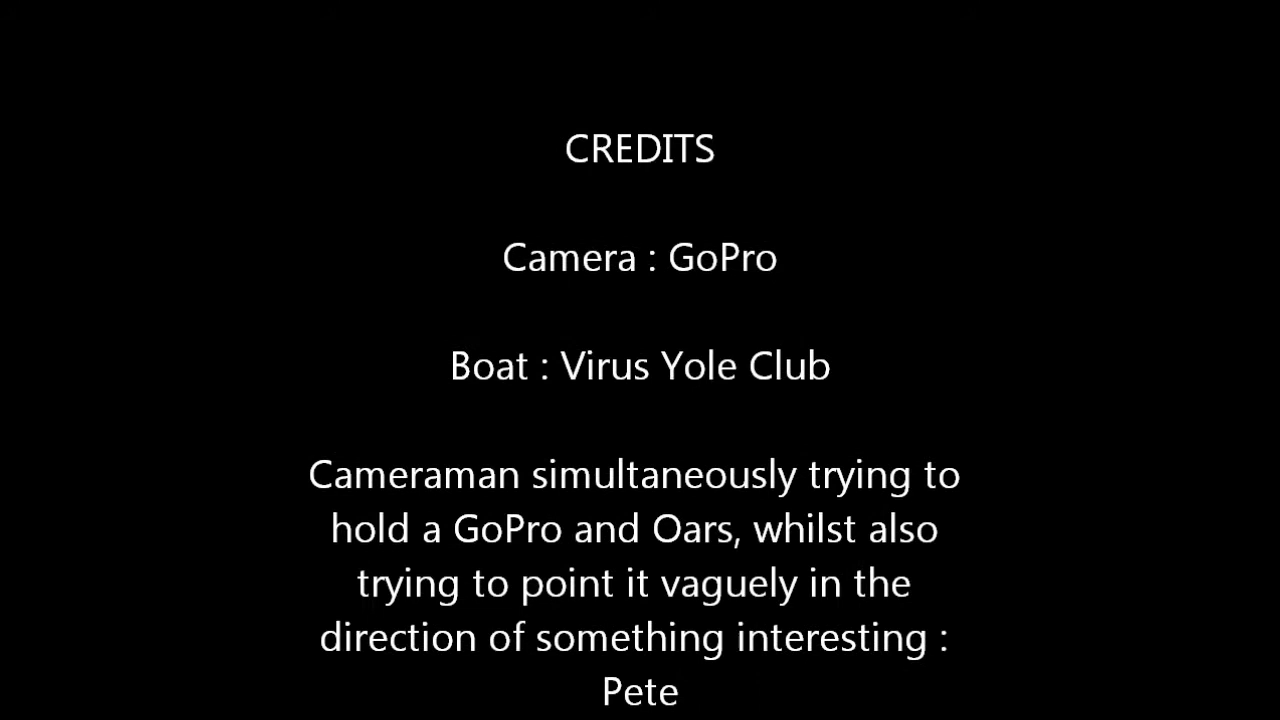 CREDITS
Camera : GoPro
Boat : Virus Yole Club
Cameraman simultaneously trying to
hold a GoPro and Oars, whilst also
trying to point it vaguely in the
direction of something interesting :
Pete